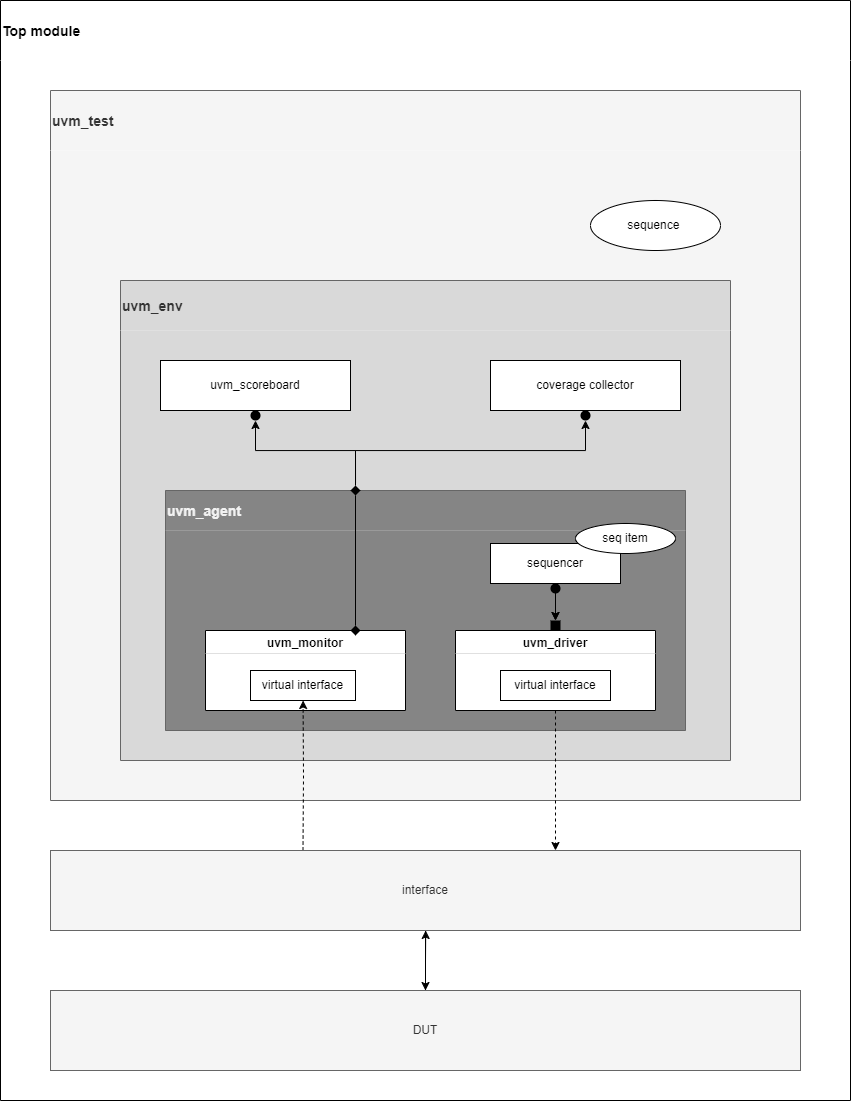 Top module
uvm_test
sequence
uvm_env
uvm_scoreboard
coverage collector
uvm_agent
seq item
sequencer
uvm_monitor
uvm_driver
virtual interface
virtual interface
interface
DUT